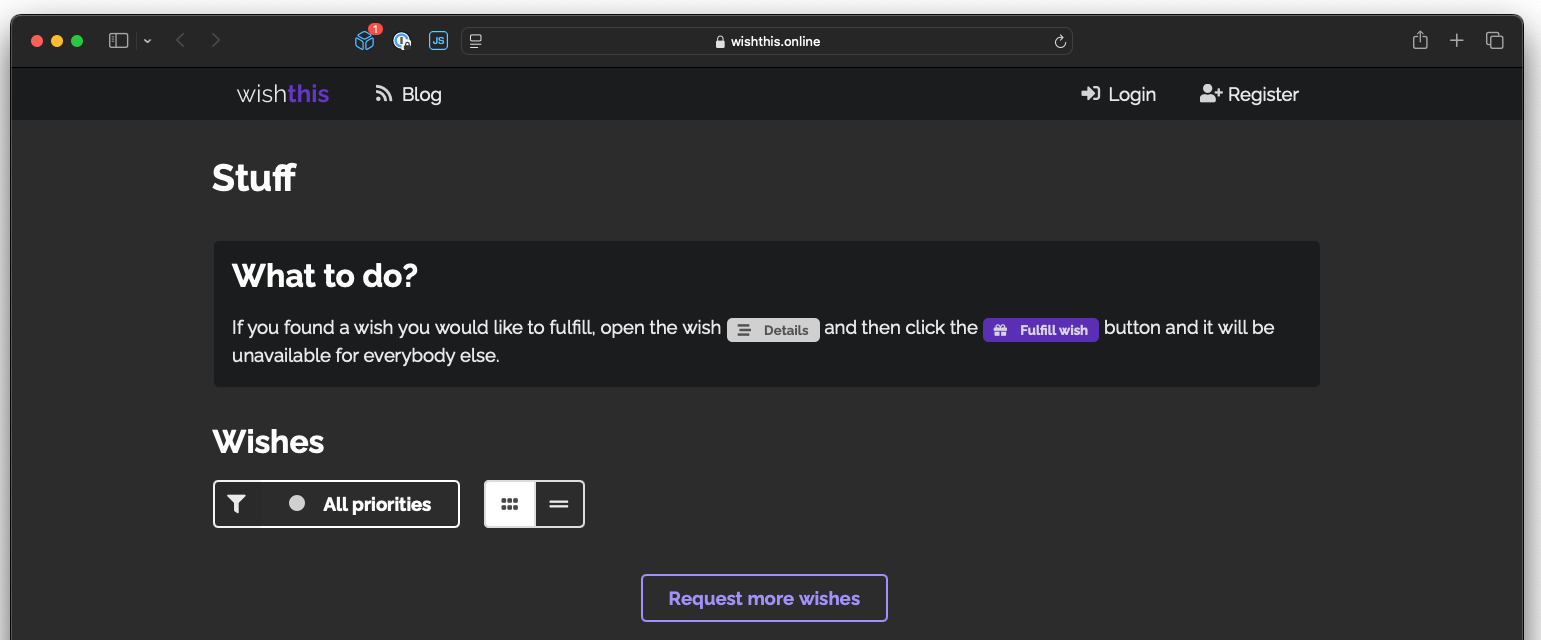 1
JS
wishthis.online
wishthis
Blog
Login
Register
Stuff
What to do?
If you found a wish you would like to fulfill, open the wish Details and then click the Fulfill wish button and it will be
unavailable for everybody else.
Wishes
All priorities
Request more wishes